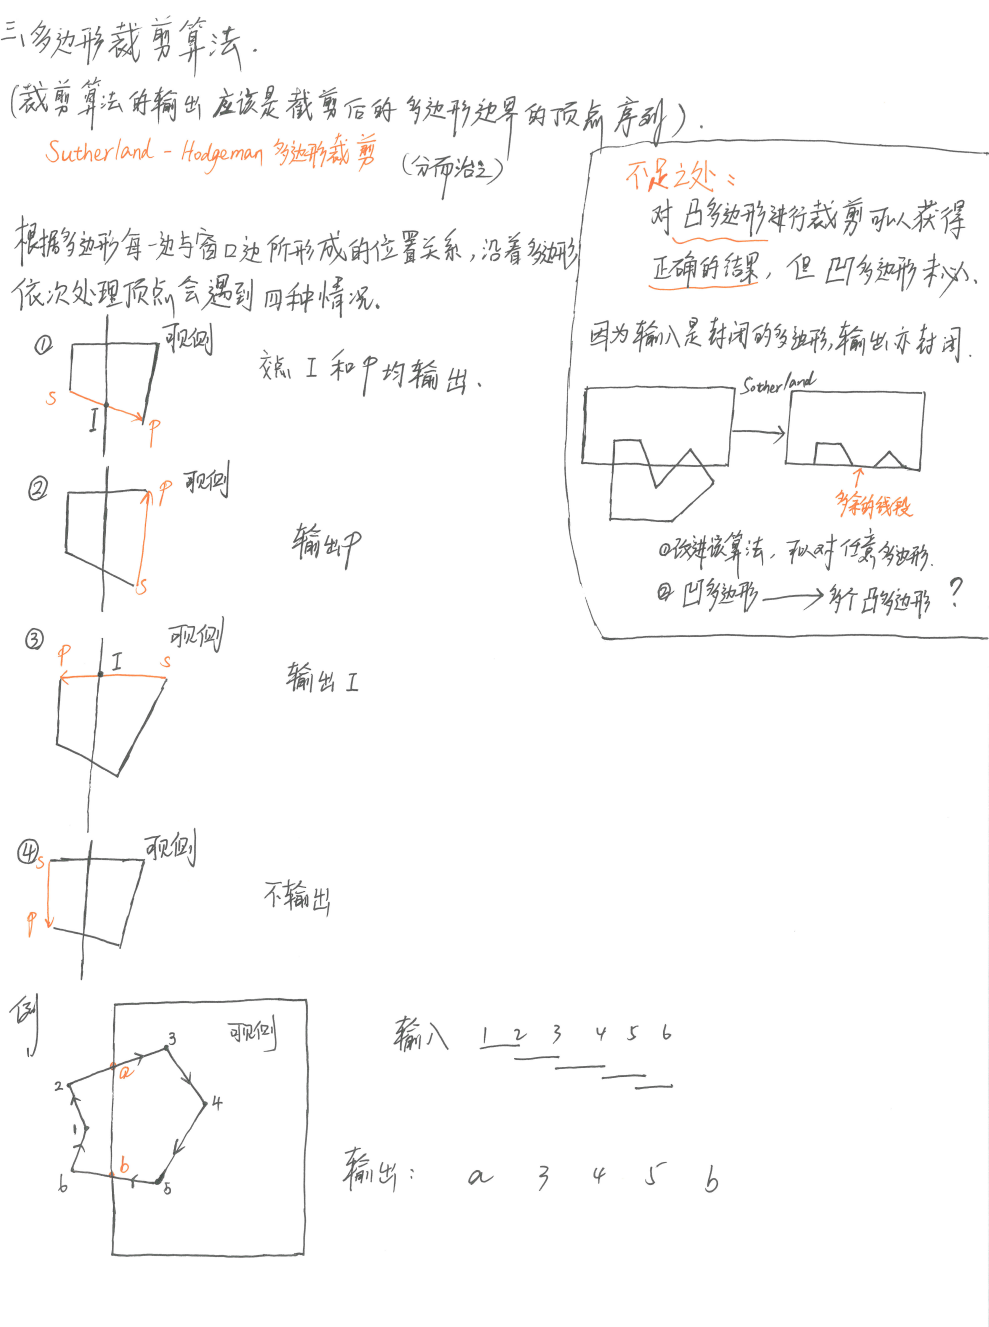 三、多边形裁剪算法.
(裁剪算法的输出应该是裁剪后的多边形边界的顶点序列).
Sutherland - Hodgeman 多边形裁剪 (分而治之)
根据多边形每一边与窗口边所形成的位置关系,沿着多边形
依次处理顶点会遇到四种情况.
① 可见侧
交点 I 和 P 均输出.
S
I
P
② 可见侧
P
输出P
S
③ 可见侧
P I S
输出 I
④ 可见侧
S
不输出
P
例1
可见侧
3
a
2
4
1
b
6
5
输入 1 2 3 4 5 6
输出: a 3 4 5 b
不足之处:
对凸多边形进行裁剪可以获得
正确的结果, 但凹多边形未必.
因为输入是封闭的多边形,输出亦封闭.
Sotherland
多余的线段
①改进该算法, 可以对任意多边形.
② 凹多边形 → 多个凸多边形 ?